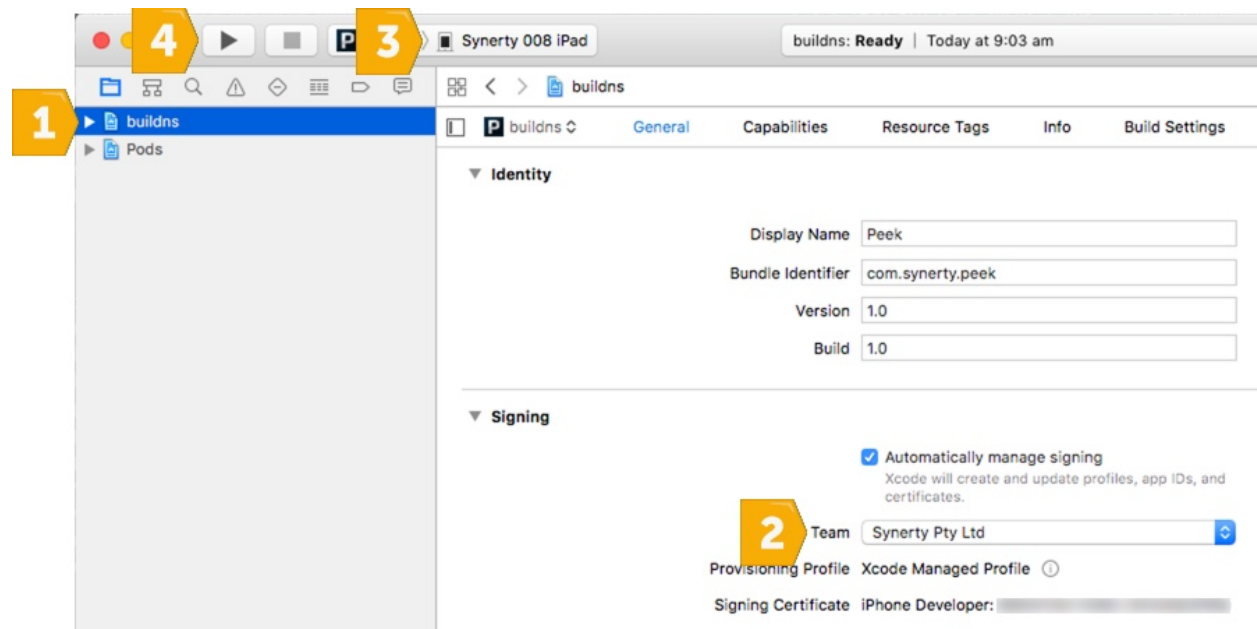 4
P
3
Synerty 008 iPad
buildns: Ready | Today at 9:03 am
buildns
1
buildns
Pods
P buildns
General
Capabilities
Resource Tags
Info
Build Settings
Identity
Display Name Peek
Bundle Identifier com.synerty.peek
Version 1.0
Build 1.0
Signing
Automatically manage signing
Xcode will create and update profiles, app IDs, and
certificates.
2
Team Synerty Pty Ltd
Provisioning Profile Xcode Managed Profile
Signing Certificate iPhone Developer: